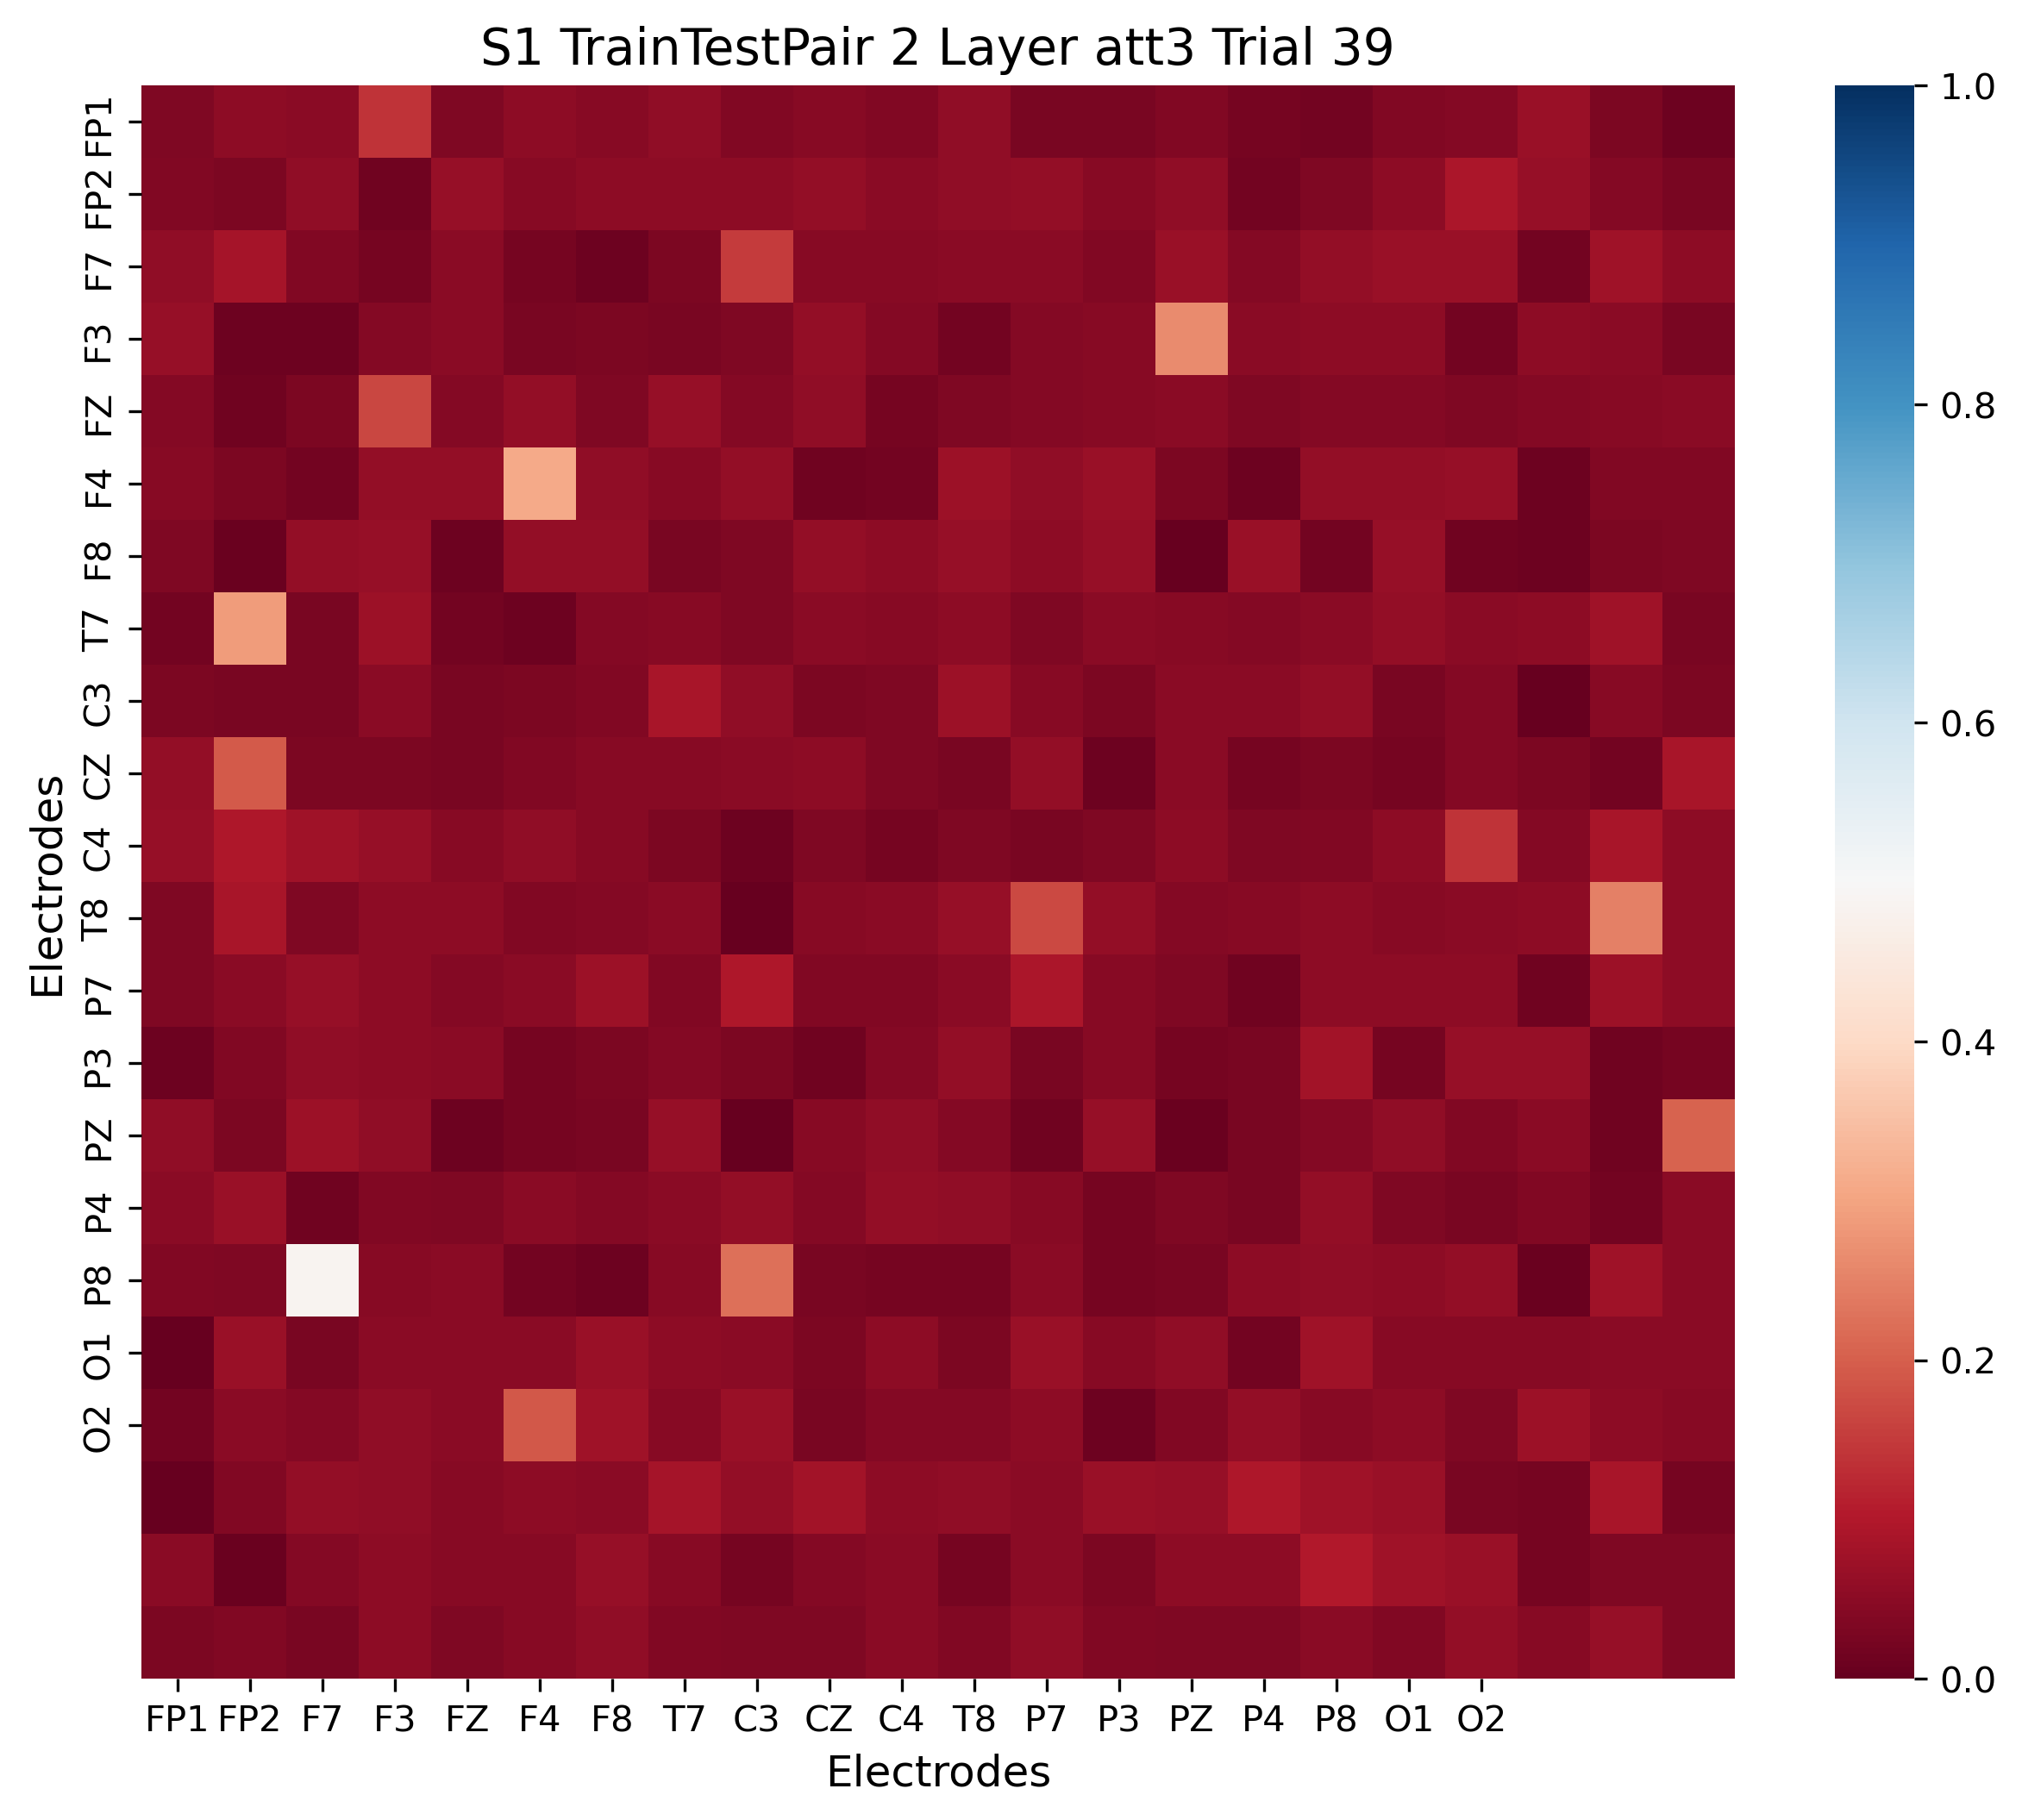 S1 TrainTestPair 2 Layer att3 Trial 39
Electrodes
FP1
FP2
F7
F3
FZ
F4
F8
T7
C3
CZ
C4
T8
P7
P3
PZ
P4
P8
O1
O2
FP1 FP2 F7 F3 FZ F4 F8 T7 C3 CZ C4 T8 P7 P3 PZ P4 P8 O1 O2
Electrodes
1.0
0.8
0.6
0.4
0.2
0.0